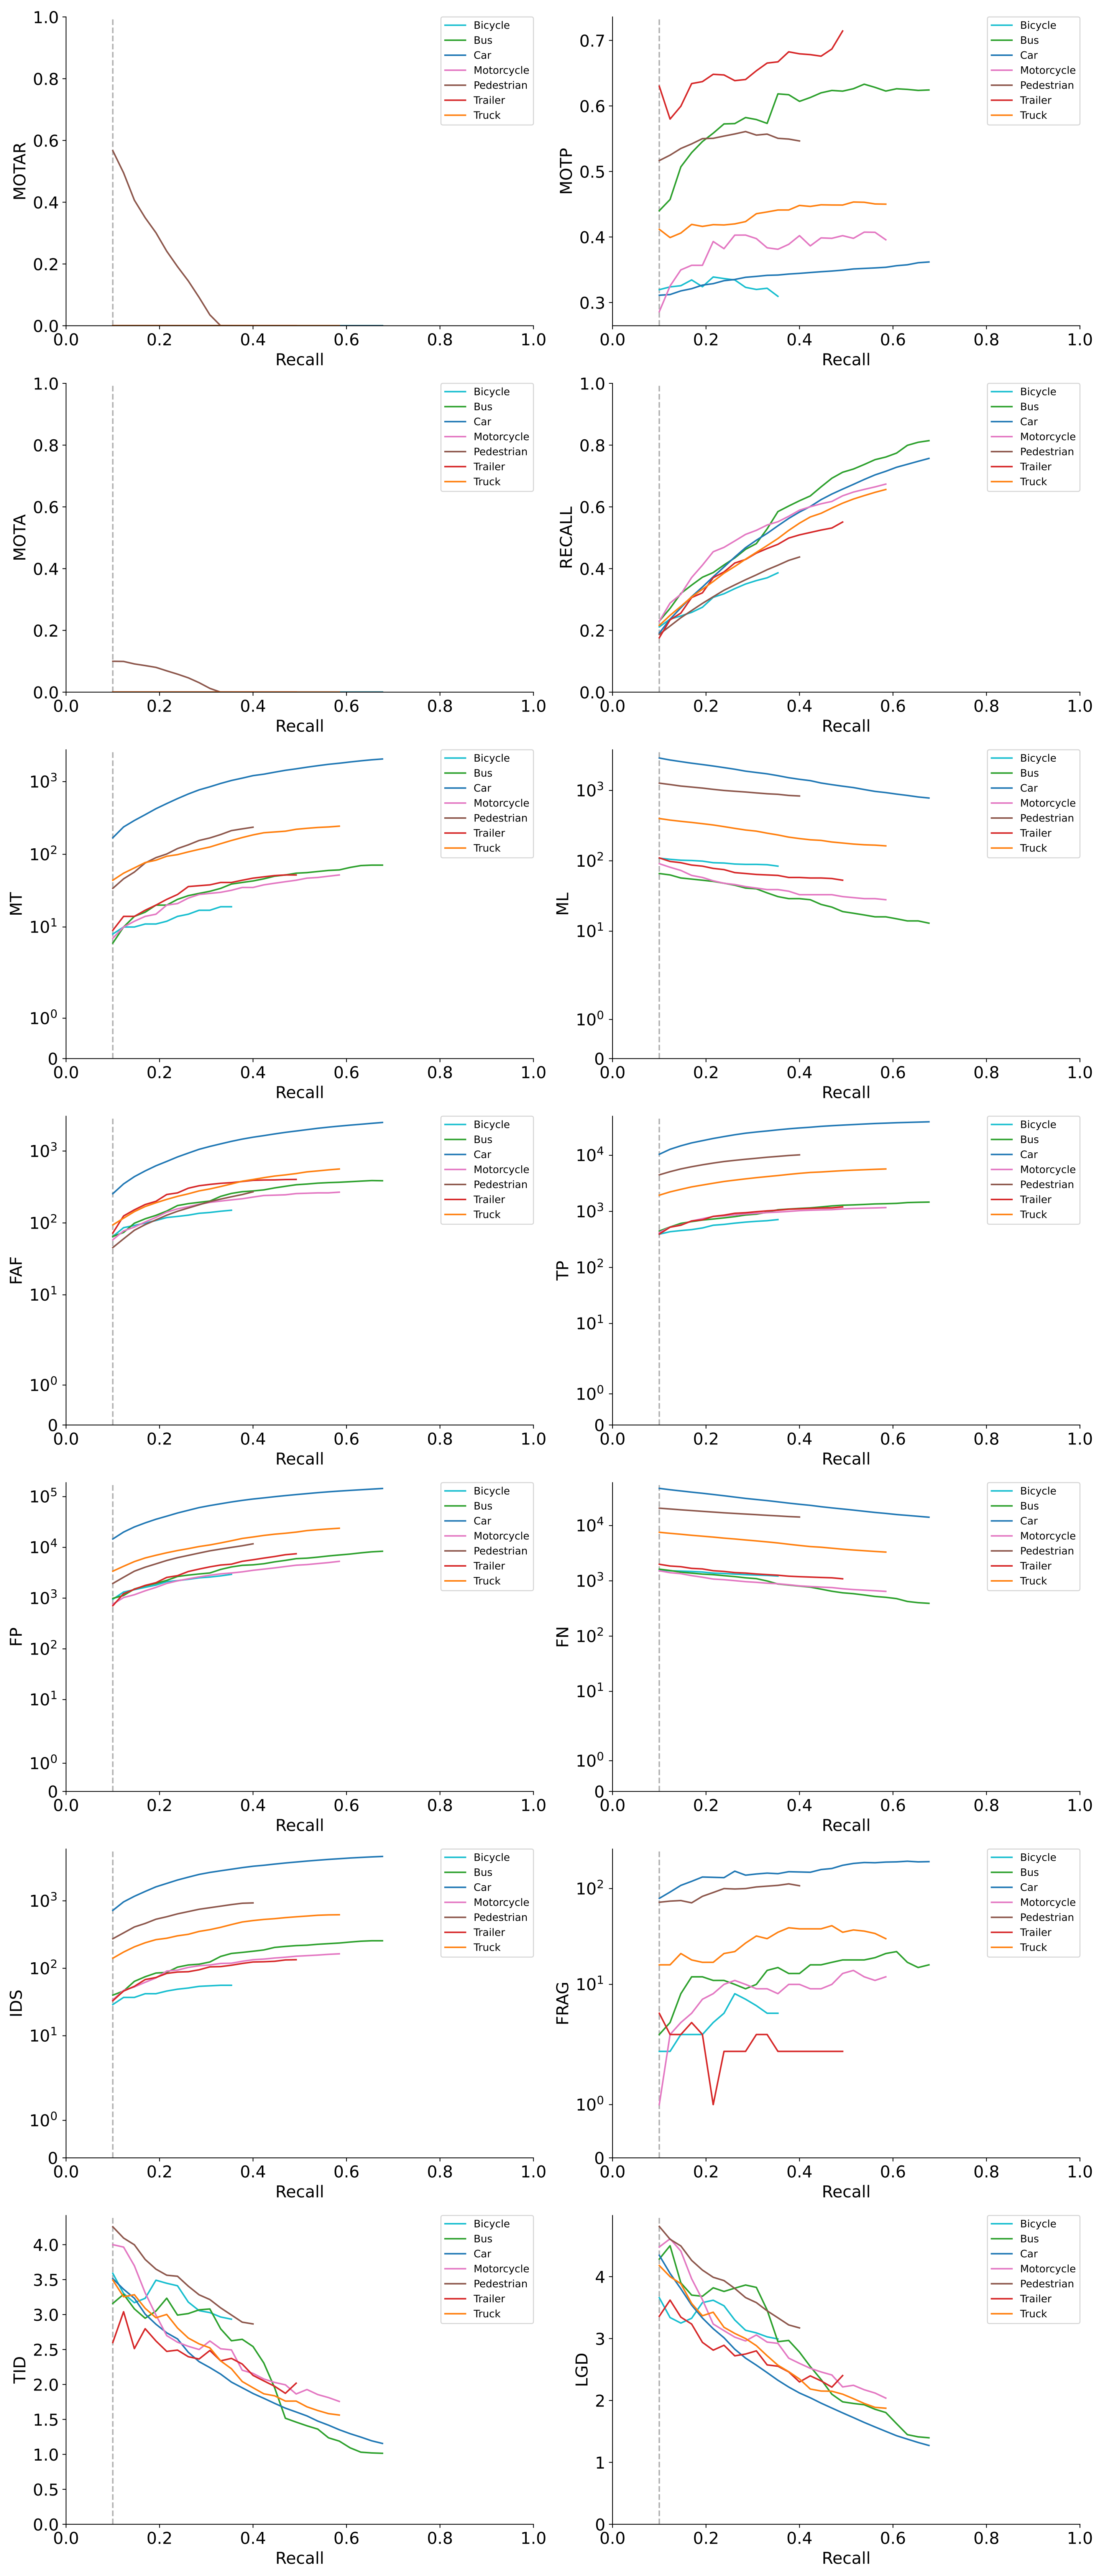 MOTAR
1.0
0.8
0.6
0.4
0.2
0.0
0.0 0.2 0.4 0.6 0.8 1.0
Recall
Bicycle
Bus
Car
Motorcycle
Pedestrian
Trailer
Truck
MOTP
0.7
0.6
0.5
0.4
0.3
0.0 0.2 0.4 0.6 0.8 1.0
Recall
Bicycle
Bus
Car
Motorcycle
Pedestrian
Trailer
Truck
MOTA
1.0
0.8
0.6
0.4
0.2
0.0
0.0 0.2 0.4 0.6 0.8 1.0
Recall
Bicycle
Bus
Car
Motorcycle
Pedestrian
Trailer
Truck
RECALL
1.0
0.8
0.6
0.4
0.2
0.0
0.0 0.2 0.4 0.6 0.8 1.0
Recall
Bicycle
Bus
Car
Motorcycle
Pedestrian
Trailer
Truck
MT
10³
10²
10¹
10⁰
0
0.0 0.2 0.4 0.6 0.8 1.0
Recall
Bicycle
Bus
Car
Motorcycle
Pedestrian
Trailer
Truck
ML
10³
10²
10¹
10⁰
0
0.0 0.2 0.4 0.6 0.8 1.0
Recall
Bicycle
Bus
Car
Motorcycle
Pedestrian
Trailer
Truck
FAF
10³
10²
10¹
10⁰
0
0.0 0.2 0.4 0.6 0.8 1.0
Recall
Bicycle
Bus
Car
Motorcycle
Pedestrian
Trailer
Truck
TP
10⁴
10³
10²
10¹
10⁰
0
0.0 0.2 0.4 0.6 0.8 1.0
Recall
Bicycle
Bus
Car
Motorcycle
Pedestrian
Trailer
Truck
FP
10⁵
10⁴
10³
10²
10¹
10⁰
0
0.0 0.2 0.4 0.6 0.8 1.0
Recall
Bicycle
Bus
Car
Motorcycle
Pedestrian
Trailer
Truck
FN
10⁴
10³
10²
10¹
10⁰
0
0.0 0.2 0.4 0.6 0.8 1.0
Recall
Bicycle
Bus
Car
Motorcycle
Pedestrian
Trailer
Truck
IDS
10³
10²
10¹
10⁰
0
0.0 0.2 0.4 0.6 0.8 1.0
Recall
Bicycle
Bus
Car
Motorcycle
Pedestrian
Trailer
Truck
FRAG
10²
10¹
10⁰
0
0.0 0.2 0.4 0.6 0.8 1.0
Recall
Bicycle
Bus
Car
Motorcycle
Pedestrian
Trailer
Truck
TID
4.0
3.5
3.0
2.5
2.0
1.5
1.0
0.5
0.0
0.0 0.2 0.4 0.6 0.8 1.0
Recall
Bicycle
Bus
Car
Motorcycle
Pedestrian
Trailer
Truck
LGD
4
3
2
1
0
0.0 0.2 0.4 0.6 0.8 1.0
Recall
Bicycle
Bus
Car
Motorcycle
Pedestrian
Trailer
Truck